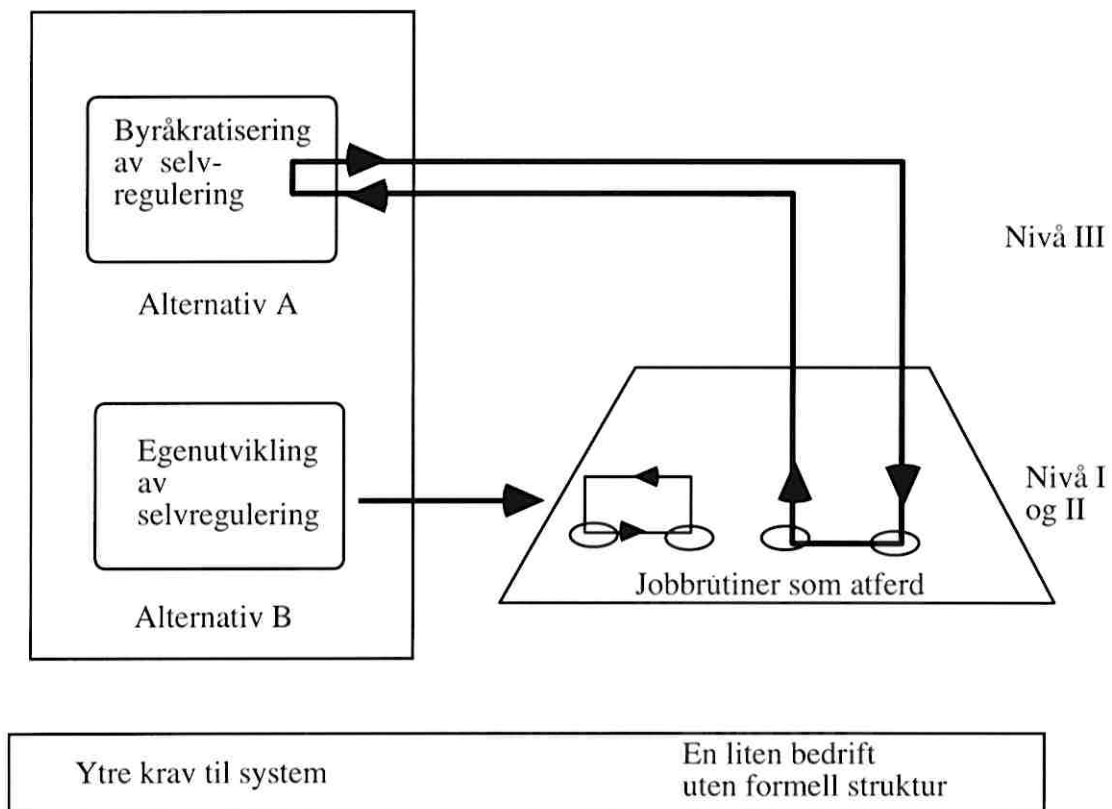 Byråkratisering
av selv-
regulering
Alternativ A
Nivå III
Egenutvikling
av
selvregulering
Alternativ B
Nivå I
og II
Jobbrutiner som atferd
Ytre krav til system
En liten bedrift
uten formell struktur